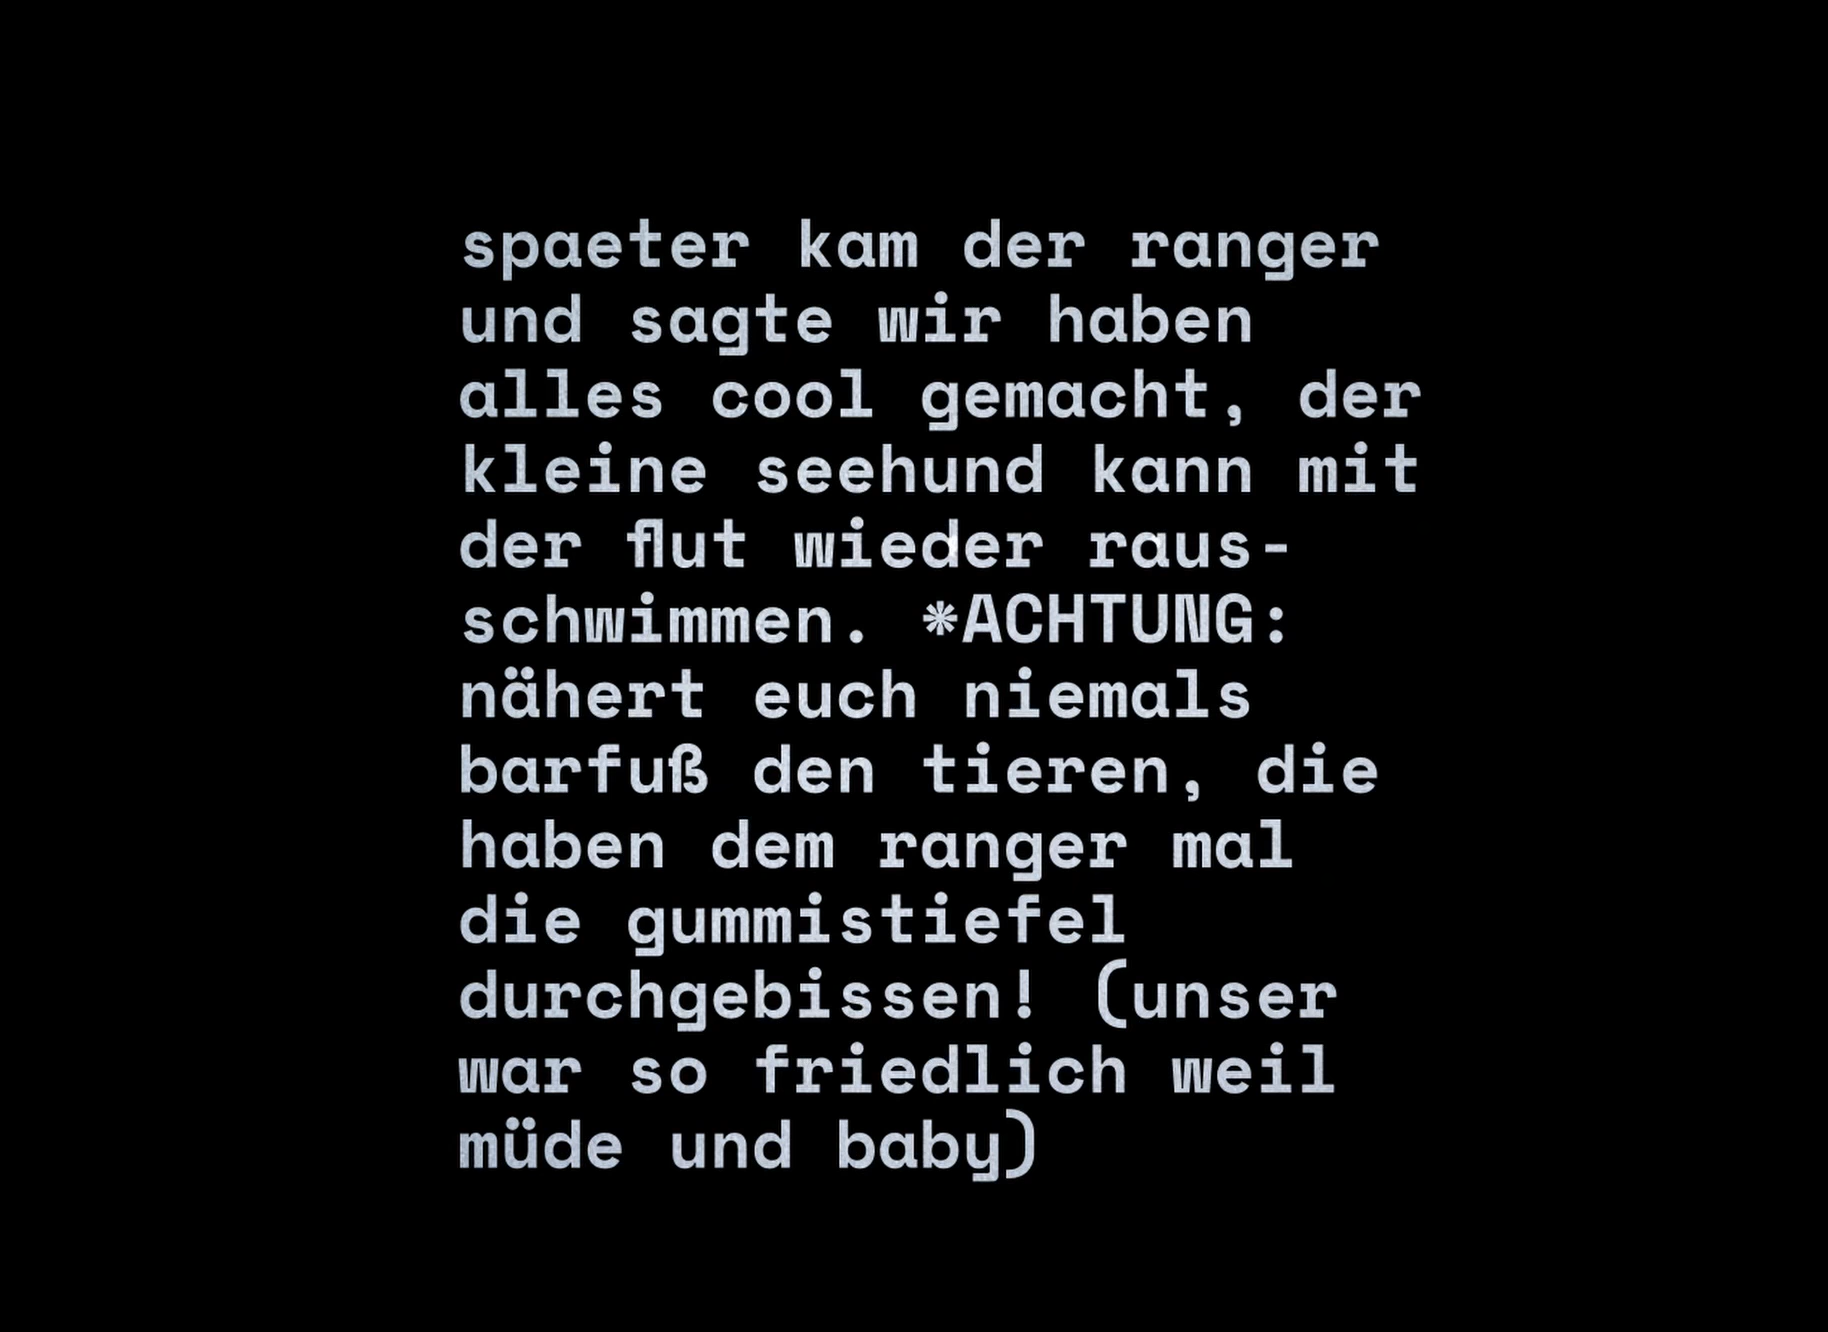 spaeter kam der ranger
und sagte wir haben
alles cool gemacht, der
kleine seehund kann mit
der flut wieder raus-
schwimmen. *ACHTUNG:
nähert euch niemals
barfuß den tieren, die
haben dem ranger mal
die gummistiefel
durchgebissen! (unser
war so friedlich weil
müde und baby)